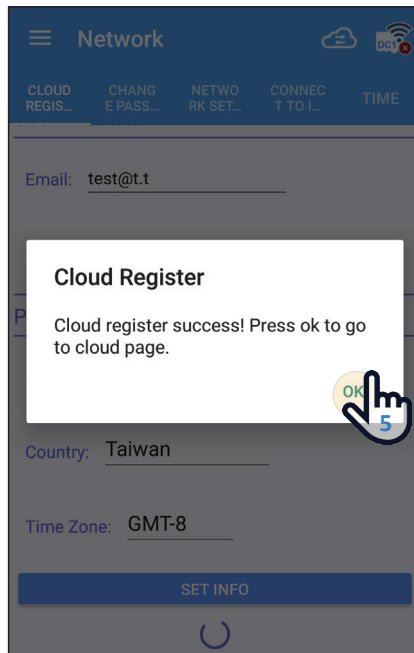 Network
DC1
CLOUD REGIS...
CHANG E PASS...
NETWO RK SET...
CONNEC T TO I...
TIME
Email: test@t.t
Cloud Register
P
Cloud register success! Press ok to go
to cloud page.
OK
5
Country: Taiwan
Time Zone: GMT-8
SET INFO